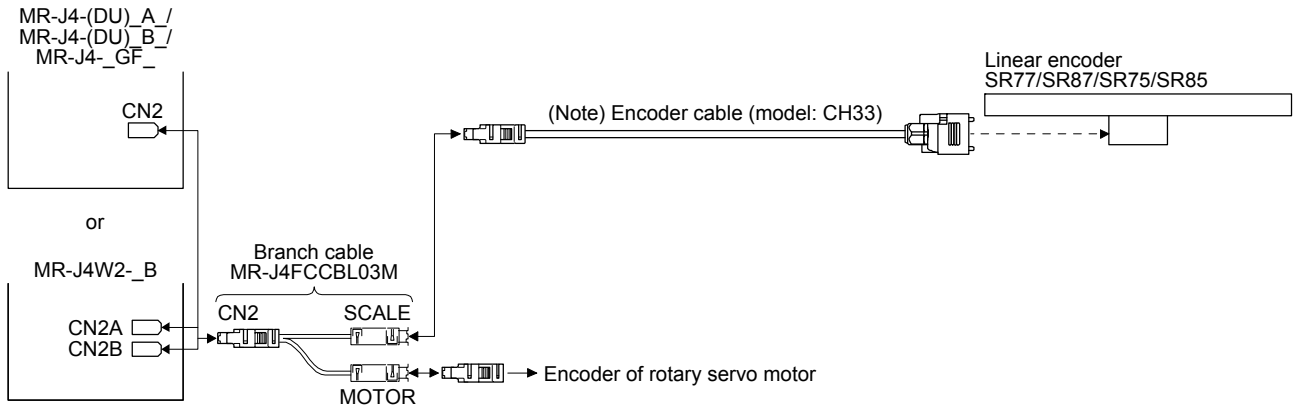 MR-J4-(DU)_A_/
MR-J4-(DU)_B_/
MR-J4-_GF_
CN2
Linear encoder
SR77/SR87/SR75/SR85
(Note) Encoder cable (model: CH33)
or
MR-J4W2-_B
Branch cable
MR-J4FCCBL03M
CN2
SCALE
CN2A
CN2B
Encoder of rotary servo motor
MOTOR